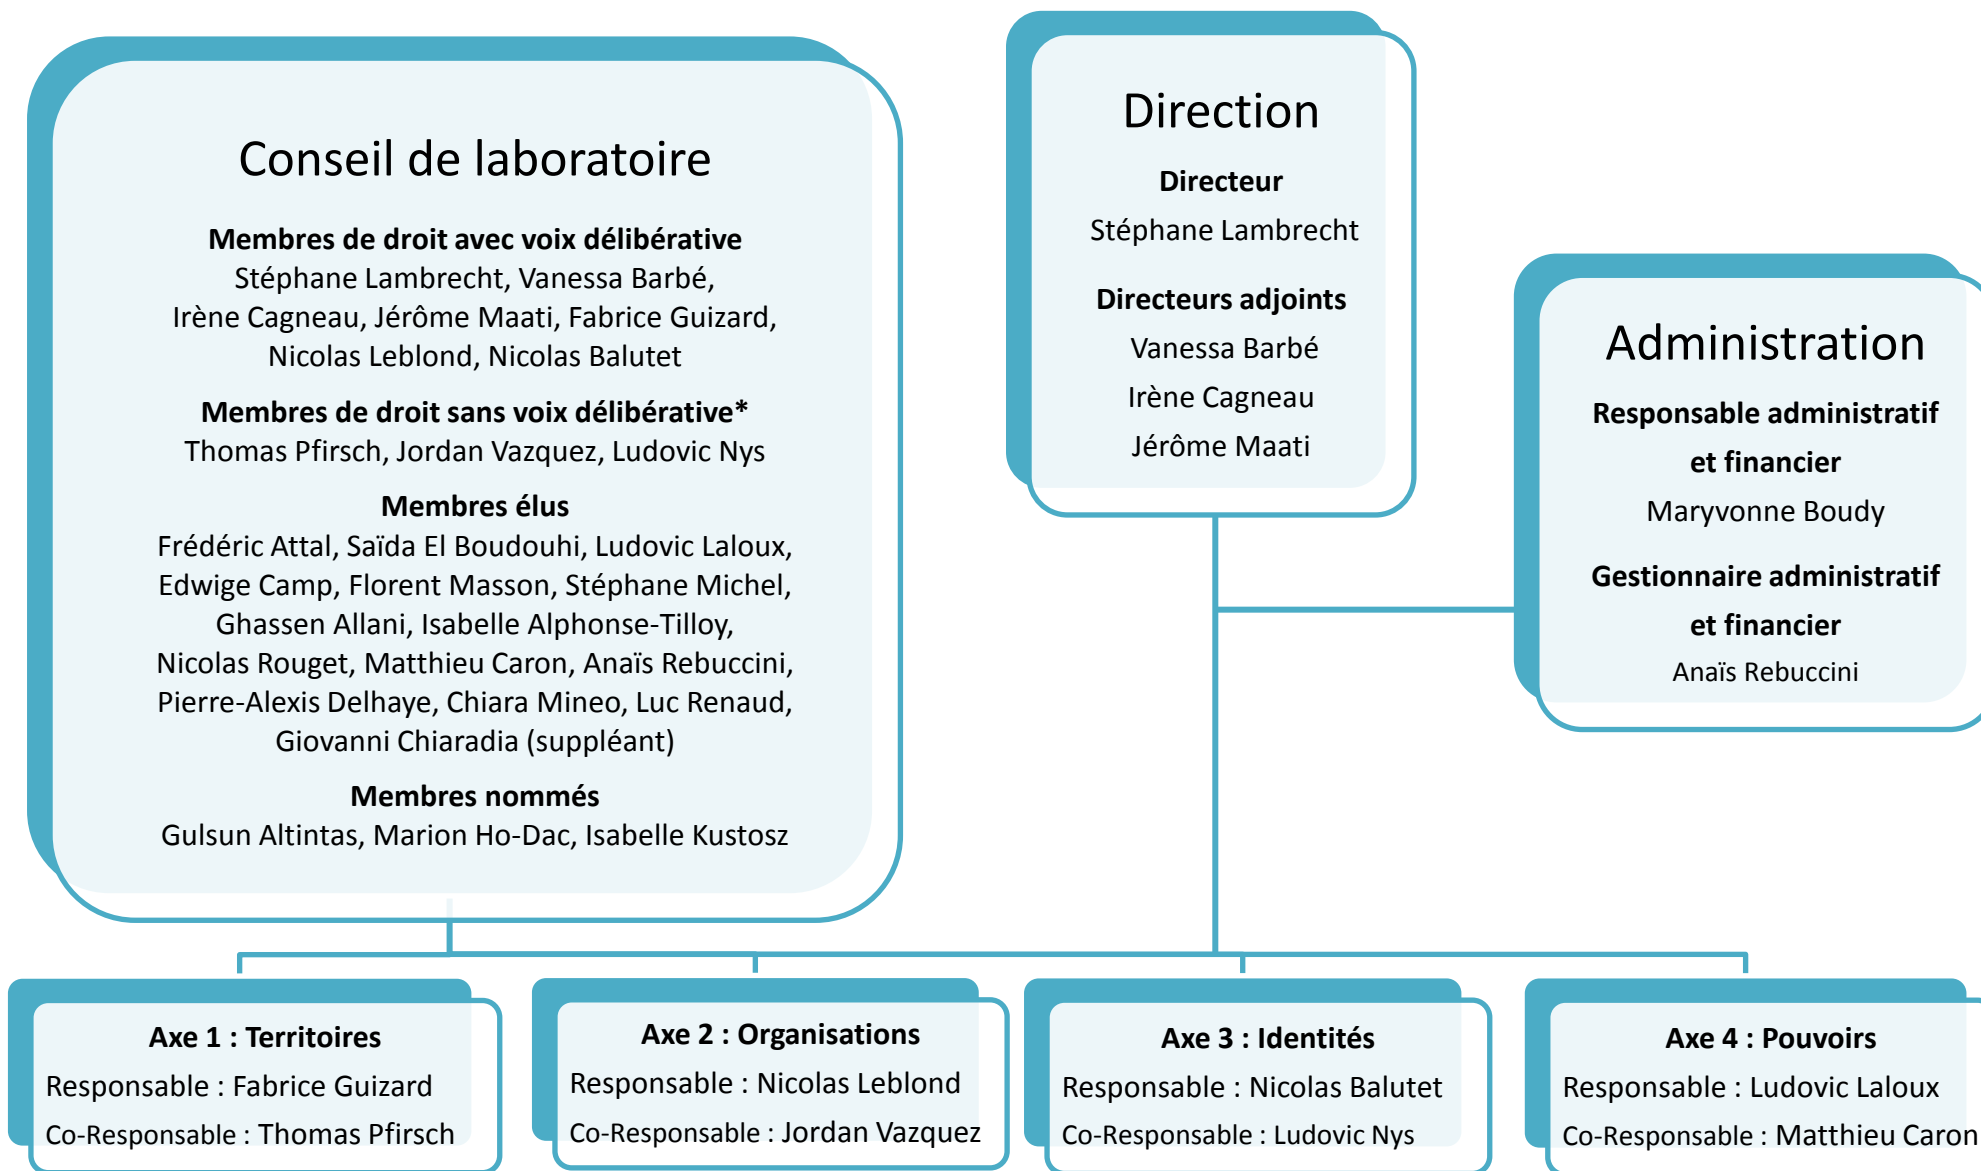 Conseil de laboratoire
Membres de droit avec voix délibérative
Stéphane Lambrecht, Vanessa Barbé,
Irène Cagneau, Jérôme Maati, Fabrice Guizard,
Nicolas Leblond, Nicolas Balutet
Membres de droit sans voix délibérative*
Thomas Pfirsch, Jordan Vazquez, Ludovic Nys
Membres élus
Frédéric Attal, Saïda El Boudouhi, Ludovic Laloux,
Edwige Camp, Florent Masson, Stéphane Michel,
Ghassen Allani, Isabelle Alphonse-Tilloy,
Nicolas Rouget, Matthieu Caron, Anaïs Rebuccini,
Pierre-Alexis Delhaye, Chiara Mineo, Luc Renaud,
Giovanni Chiaradia (suppléant)
Membres nommés
Gulsun Altintas, Marion Ho-Dac, Isabelle Kustosz
Direction
Directeur
Stéphane Lambrecht
Directeurs adjoints
Vanessa Barbé
Irène Cagneau
Jérôme Maati
Administration
Responsable administratif
et financier
Maryvonne Boudy
Gestionnaire administratif
et financier
Anaïs Rebuccini
Axe 1 : Territoires
Responsable : Fabrice Guizard
Co-Responsable : Thomas Pfirsch
Axe 2 : Organisations
Responsable : Nicolas Leblond
Co-Responsable : Jordan Vazquez
Axe 3 : Identités
Responsable : Nicolas Balutet
Co-Responsable : Ludovic Nys
Axe 4 : Pouvoirs
Responsable : Ludovic Laloux
Co-Responsable : Matthieu Caron